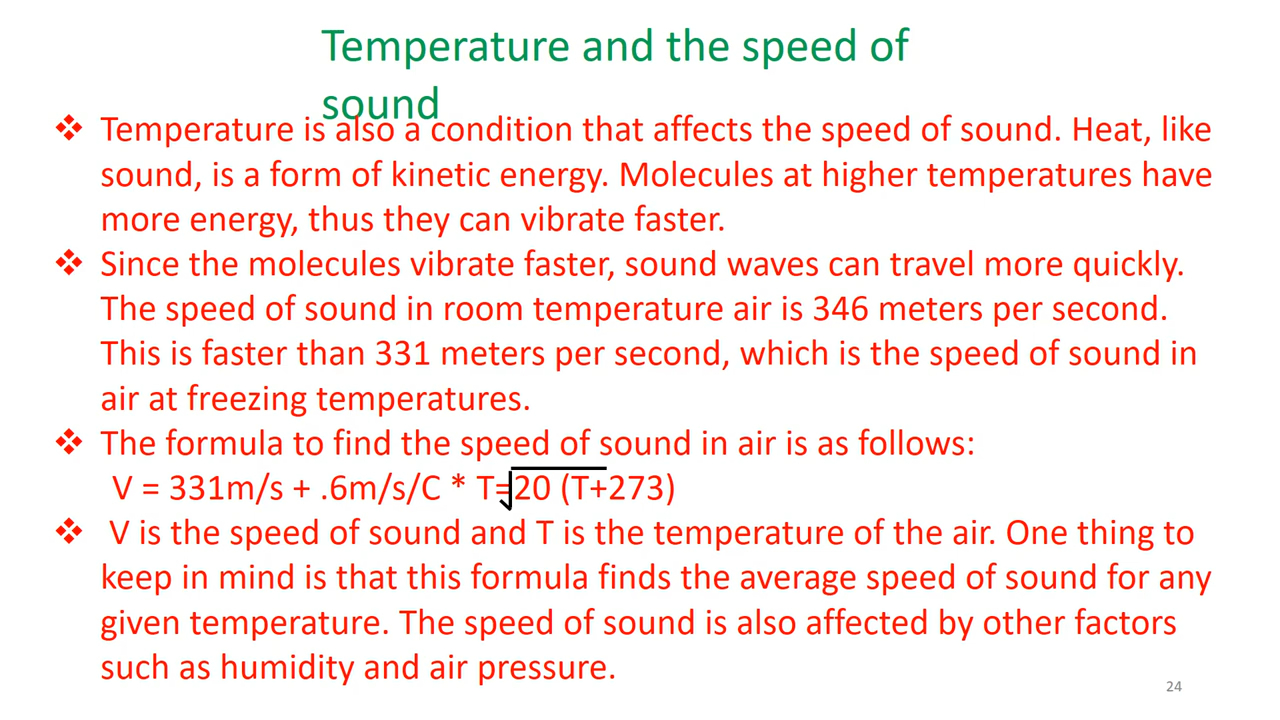 Temperature and the speed of
sound
❖ Temperature is also a condition that affects the speed of sound. Heat, like
sound, is a form of kinetic energy. Molecules at higher temperatures have
more energy, thus they can vibrate faster.
❖ Since the molecules vibrate faster, sound waves can travel more quickly.
The speed of sound in room temperature air is 346 meters per second.
This is faster than 331 meters per second, which is the speed of sound in
air at freezing temperatures.
❖ The formula to find the speed of sound in air is as follows:
V = 331m/s + .6m/s/C * T=√20 (T+273)
❖ V is the speed of sound and T is the temperature of the air. One thing to
keep in mind is that this formula finds the average speed of sound for any
given temperature. The speed of sound is also affected by other factors
such as humidity and air pressure.
24